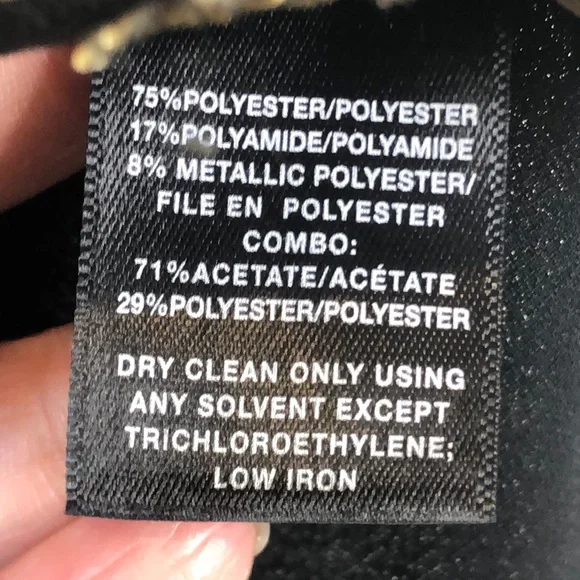 75%POLYESTER/POLYESTER
17%POLYAMIDE/POLYAMIDE
8% METALLIC POLYESTER/
FILE EN POLYESTER
COMBO:
71%ACETATE/ACÉTATE
29%POLYESTER/POLYESTER
DRY CLEAN ONLY USING
ANY SOLVENT EXCEPT
TRICHLOROETHYLENE;
LOW IRON